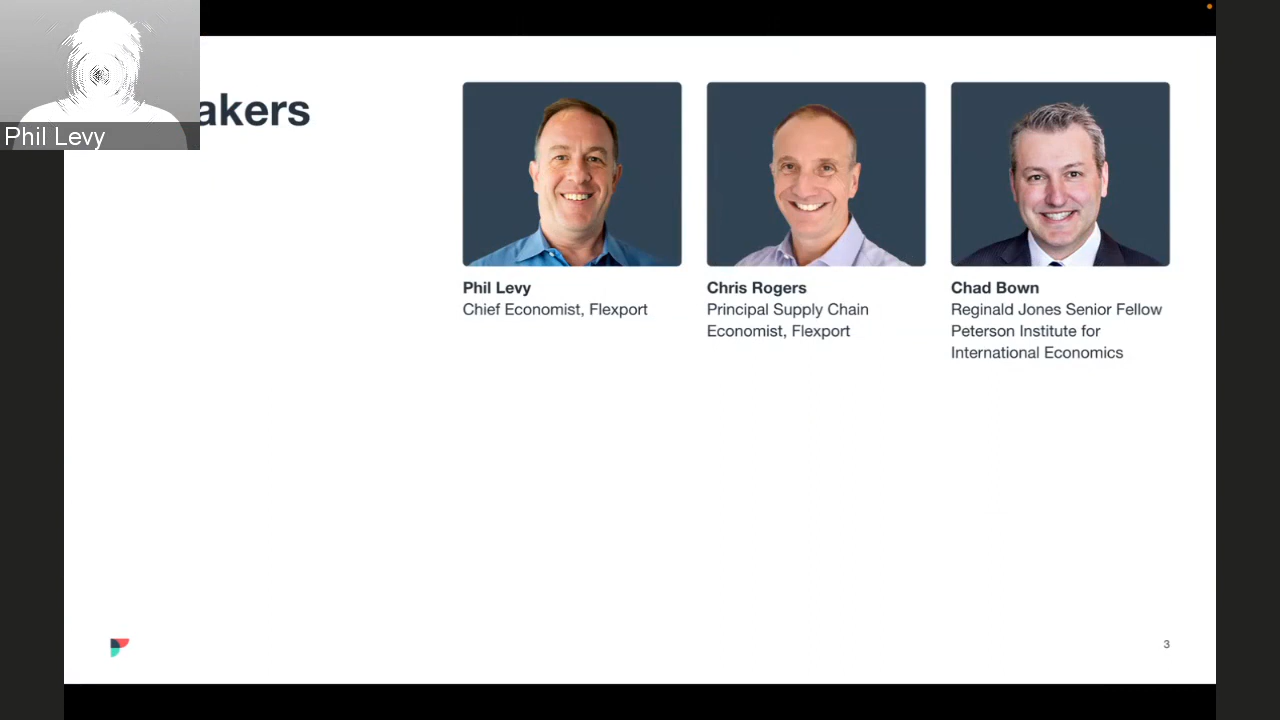 Phil Levy
akers
Phil Levy
Chief Economist, Flexport
Chris Rogers
Principal Supply Chain
Economist, Flexport
Chad Bown
Reginald Jones Senior Fellow
Peterson Institute for
International Economics
3